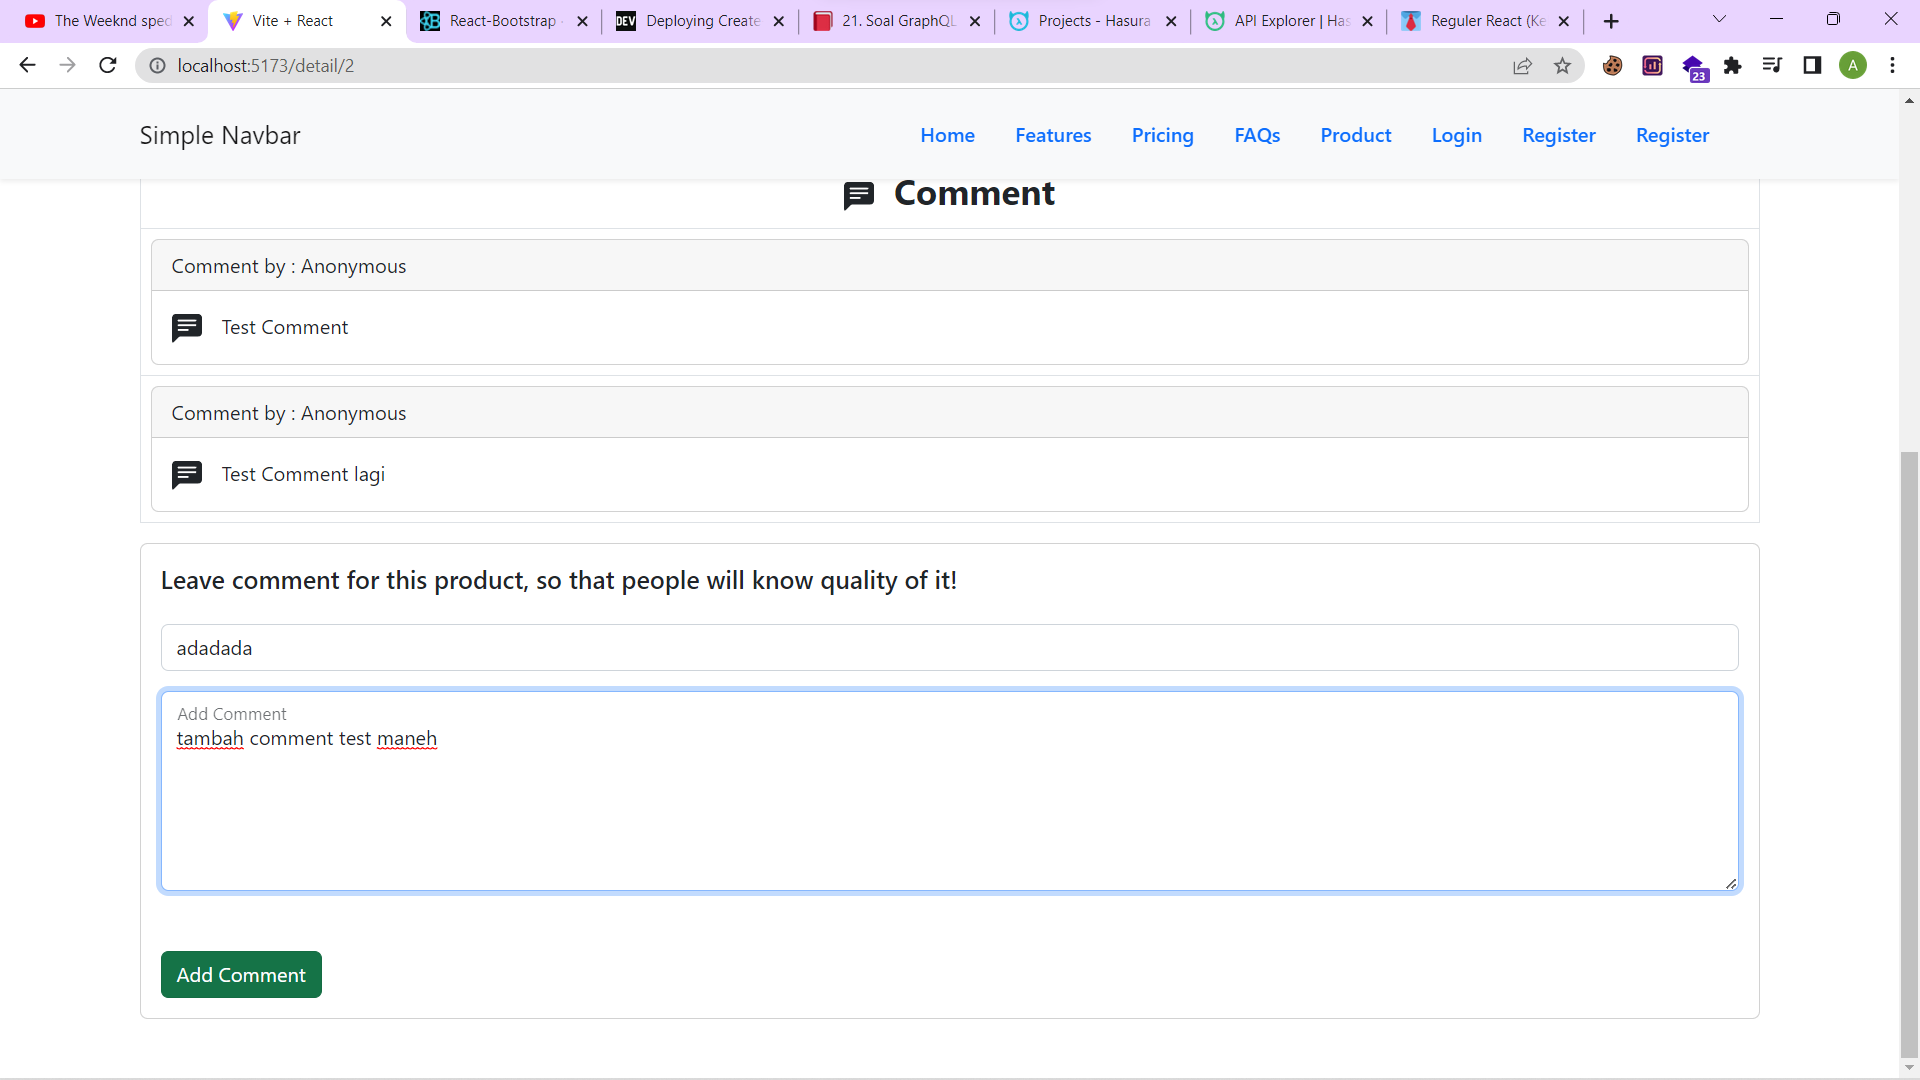 The Weeknd sped
Vite + React
React-Bootstrap
DEV
Deploying Create
21. Soal GraphQL
Projects - Hasura
API Explorer | Has
Reguler React (Ke
localhost:5173/detail/2
23
A
Simple Navbar
Home
Features
Pricing
FAQs
Product
Login
Register
Register
Comment
Comment by : Anonymous
Test Comment
Comment by : Anonymous
Test Comment lagi
Leave comment for this product, so that people will know quality of it!
adadada
Add Comment
tambah comment test maneh
Add Comment